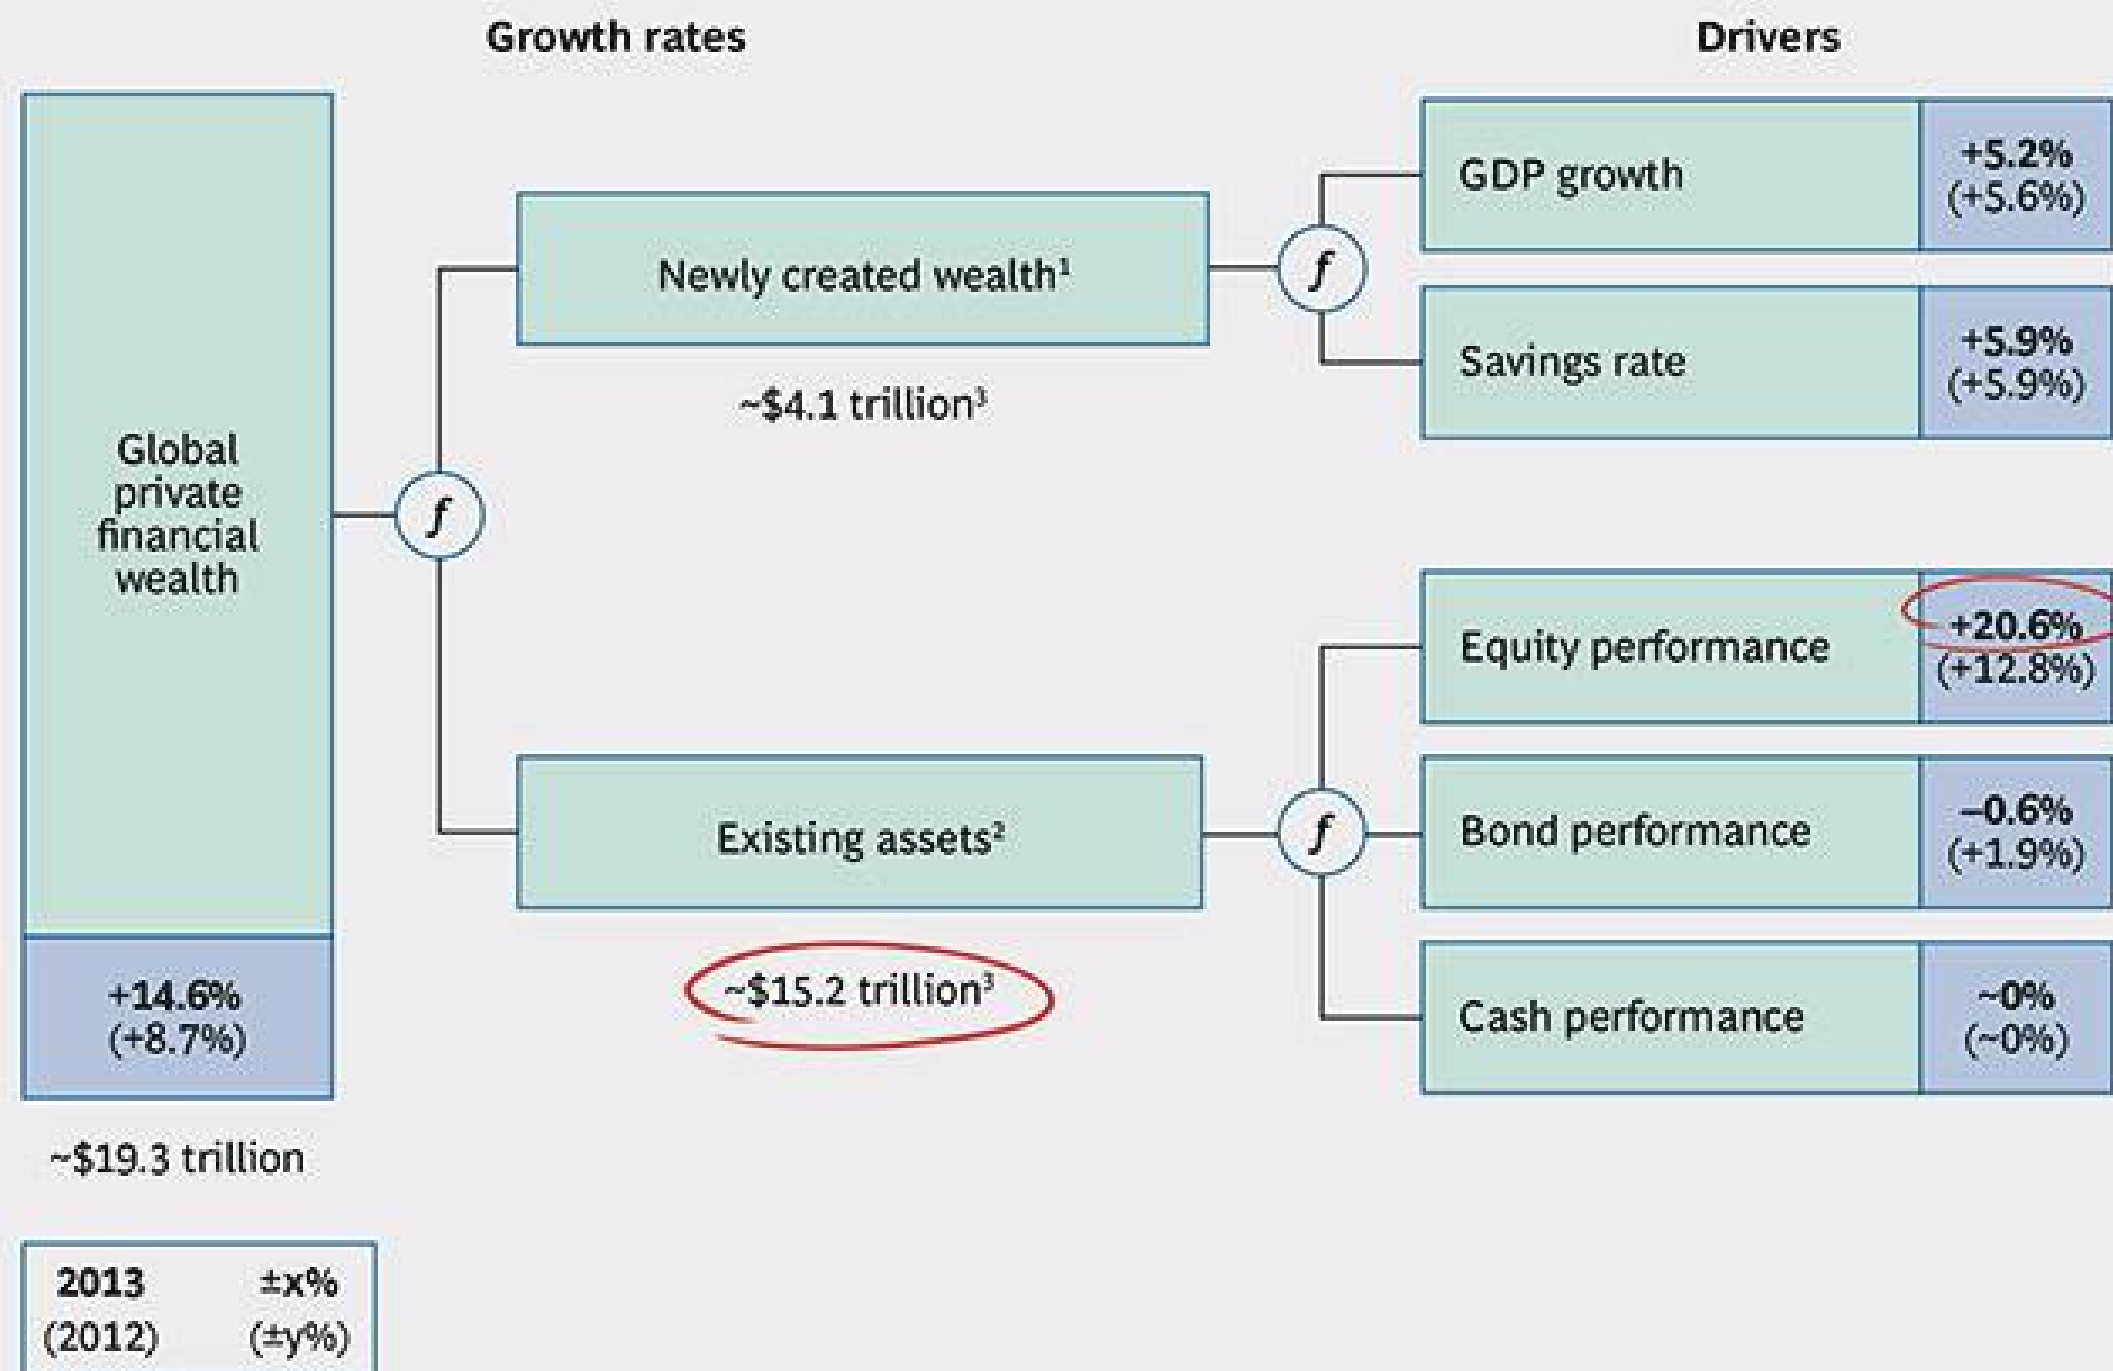 Growth rates
Drivers
Global
private
financial
wealth
+14.6%
(+8.7%)
~$19.3 trillion
f
Newly created wealth¹
~$4.1 trillion³
f
GDP growth
+5.2%
(+5.6%)
Savings rate
+5.9%
(+5.9%)
Existing assets²
~$15.2 trillion³
f
Equity performance
+20.6%
(+12.8%)
Bond performance
–0.6%
(+1.9%)
Cash performance
~0%
(~0%)
2013 ±x%
(2012) (±y%)